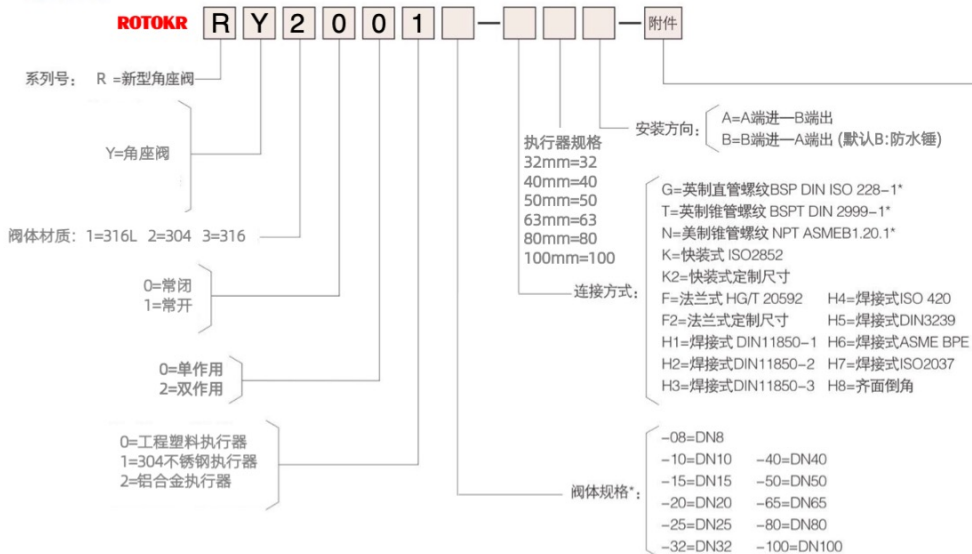 ROTOKR R Y 2 0 0 1 — 附件
系列号： R =新型角座阀
Y=角座阀
阀体材质：1=316L 2=304 3=316
0=常闭
1=常开
0=单作用
2=双作用
0=工程塑料执行器
1=304不锈钢执行器
2=铝合金执行器
执行器规格
32mm=32
40mm=40
50mm=50
63mm=63
80mm=80
100mm=100
安装方向：
A=A端进—B端出
B=B端进—A端出 (默认B:防水锤)
连接方式：
G=英制直管螺纹BSP DIN ISO 228-1*
T=英制锥管螺纹 BSPT DIN 2999-1*
N=美制锥管螺纹 NPT ASMEB1.20.1*
K=快装式 ISO2852
K2=快装式定制尺寸
F=法兰式 HG/T 20592 H4=焊接式ISO 420
F2=法兰式定制尺寸 H5=焊接式DIN3239
H1=焊接式 DIN11850-1 H6=焊接式ASME BPE
H2=焊接式DIN11850-2 H7=焊接式ISO2037
H3=焊接式DIN11850-3 H8=齐面倒角
阀体规格*：
-08=DN8
-10=DN10 -40=DN40
-15=DN15 -50=DN50
-20=DN20 -65=DN65
-25=DN25 -80=DN80
-32=DN32 -100=DN100